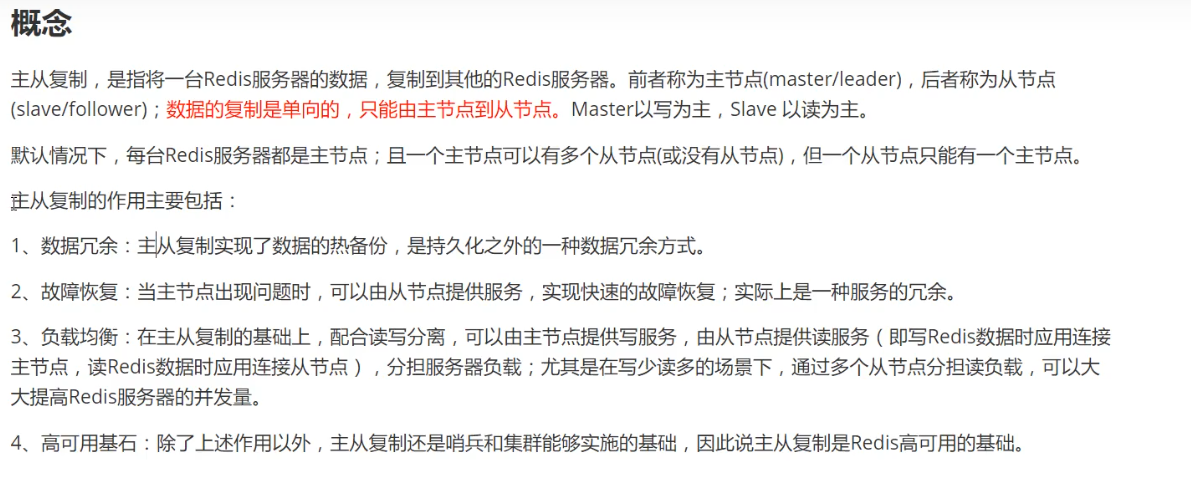 概念
主从复制，是指将一台Redis服务器的数据，复制到其他的Redis服务器。前者称为主节点(master/leader)，后者称为从节点
(slave/follower)；数据的复制是单向的，只能由主节点到从节点。Master以写为主，Slave 以读为主。
默认情况下，每台Redis服务器都是主节点；且一个主节点可以有多个从节点(或没有从节点)，但一个从节点只能有一个主节点。
主从复制的作用主要包括：
1、数据冗余：主从复制实现了数据的热备份，是持久化之外的一种数据冗余方式。
2、故障恢复：当主节点出现问题时，可以由从节点提供服务，实现快速的故障恢复；实际上是一种服务的冗余。
3、负载均衡：在主从复制的基础上，配合读写分离，可以由主节点提供写服务，由从节点提供读服务（即写Redis数据时应用连接
主节点，读Redis数据时应用连接从节点），分担服务器负载；尤其是在写少读多的场景下，通过多个从节点分担读负载，可以大
大提高Redis服务器的并发量。
4、高可用基石：除了上述作用以外，主从复制还是哨兵和集群能够实施的基础，因此说主从复制是Redis高可用的基础。